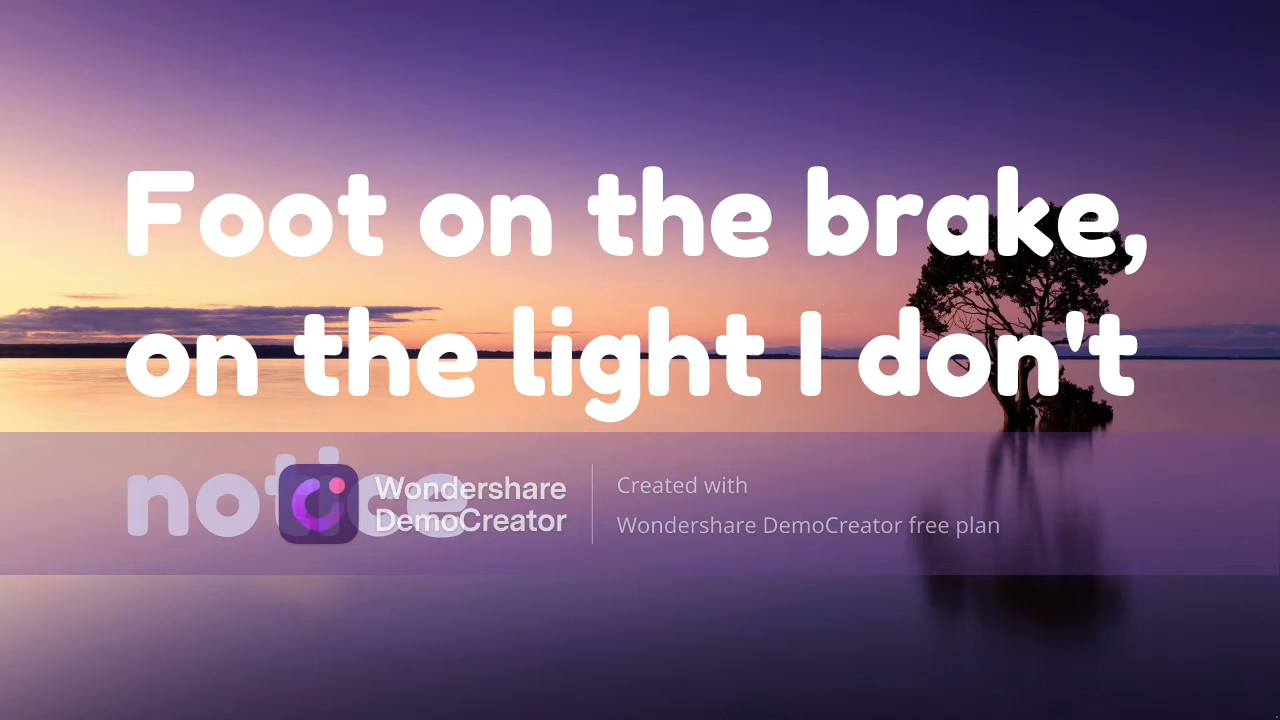 Foot on the brake,
on the light I don't
notice
Wondershare
DemoCreator
Created with
Wondershare DemoCreator free plan